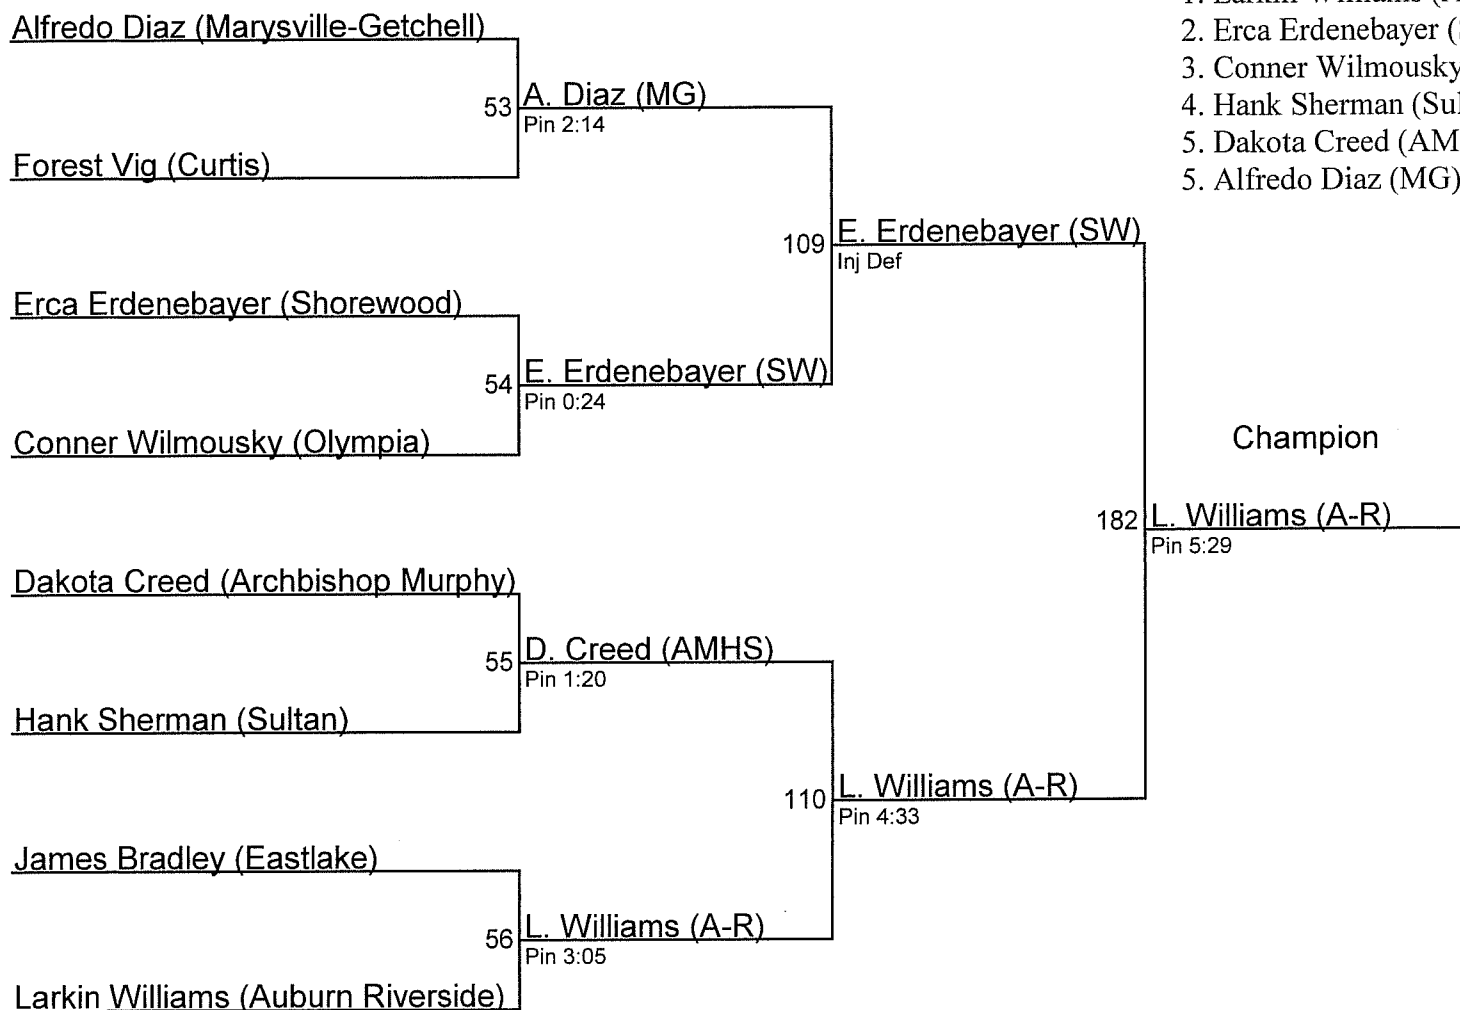 Alfredo Diaz (Marysville-Getchell)
53 A. Diaz (MG)
Pin 2:14
Forest Vig (Curtis)
109 E. Erdenebayer (SW)
Inj Def
Erca Erdenebayer (Shorewood)
54 E. Erdenebayer (SW)
Pin 0:24
Conner Wilmousky (Olympia)
Dakota Creed (Archbishop Murphy)
55 D. Creed (AMHS)
Pin 1:20
Hank Sherman (Sultan)
110 L. Williams (A-R)
Pin 4:33
James Bradley (Eastlake)
56 L. Williams (A-R)
Pin 3:05
Larkin Williams (Auburn Riverside)
Champion
182 L. Williams (A-R)
Pin 5:29
2. Erca Erdenebayer (
3. Conner Wilmousky
4. Hank Sherman (Sul
5. Dakota Creed (AM
5. Alfredo Diaz (MG)